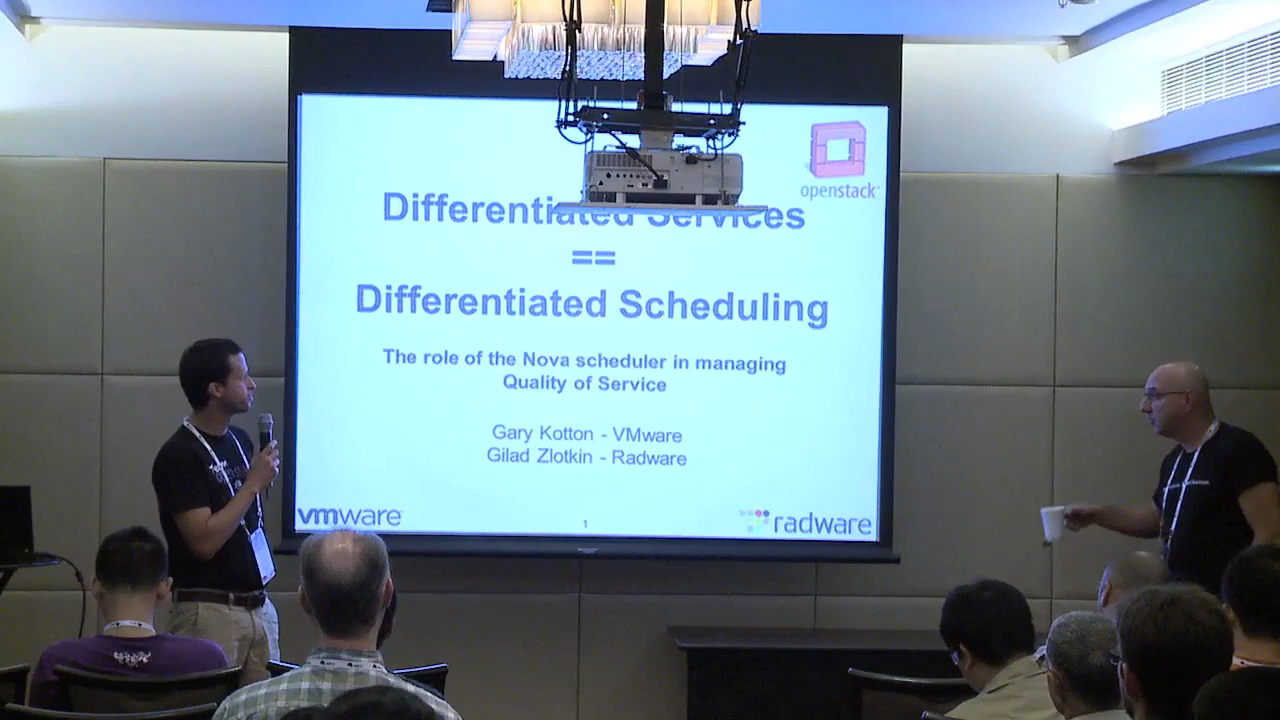 openstack
Differentiated Services
==
Differentiated Scheduling
The role of the Nova scheduler in managing
Quality of Service
Gary Kotton - VMware
Gilad Zlotkin - Radware
vmware
1
radware